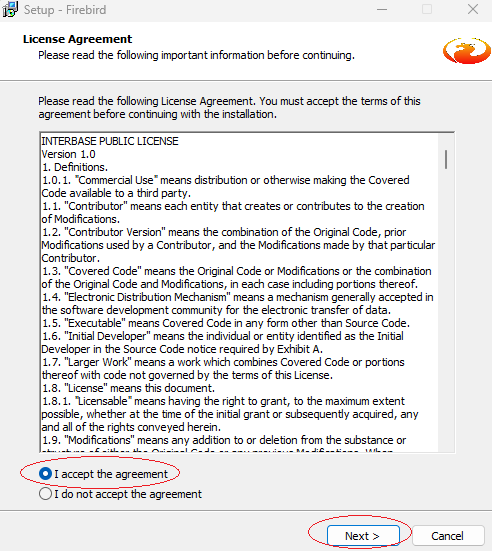 Setup - Firebird
License Agreement
Please read the following important information before continuing.
Please read the following License Agreement. You must accept the terms of this
agreement before continuing with the installation.
INTERBASE PUBLIC LICENSE
Version 1.0
1. Definitions.
1.0.1. "Commercial Use" means distribution or otherwise making the Covered
Code available to a third party.
1.1. "Contributor" means each entity that creates or contributes to the creation
of Modifications.
1.2. "Contributor Version" means the combination of the Original Code, prior
Modifications used by a Contributor, and the Modifications made by that particular
Contributor.
1.3. "Covered Code" means the Original Code or Modifications or the combination
of the Original Code and Modifications, in each case including portions thereof.
1.4. "Electronic Distribution Mechanism" means a mechanism generally accepted in
the software development community for the electronic transfer of data.
1.5. "Executable" means Covered Code in any form other than Source Code.
1.6. "Initial Developer" means the individual or entity identified as the Initial
Developer in the Source Code notice required by Exhibit A.
1.7. "Larger Work" means a work which combines Covered Code or portions
thereof with code not governed by the terms of this License.
1.8. "License" means this document.
1.8.1. "Licensable" means having the right to grant, to the maximum extent
possible, whether at the time of the initial grant or subsequently acquired, any
and all of the rights conveyed herein.
1.9. "Modifications" means any addition to or deletion from the substance or
structure of either the Original Code or any previous Modifications. When
I accept the agreement
I do not accept the agreement
Next >
Cancel